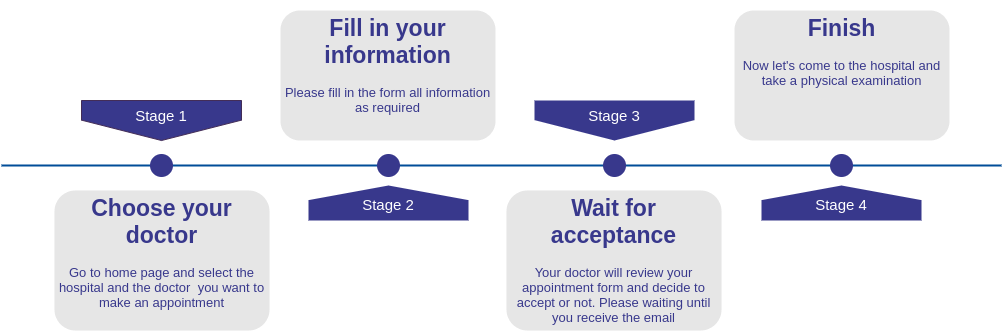 Stage 1
Choose your
doctor
Go to home page and select the
hospital and the doctor  you want to
make an appointment
Fill in your
information
Please fill in the form all information
as required
Stage 2
Stage 3
Wait for
acceptance
Your doctor will review your
appointment form and decide to
accept or not. Please waiting until
you receive the email
Finish
Now let's come to the hospital and
take a physical examination
Stage 4